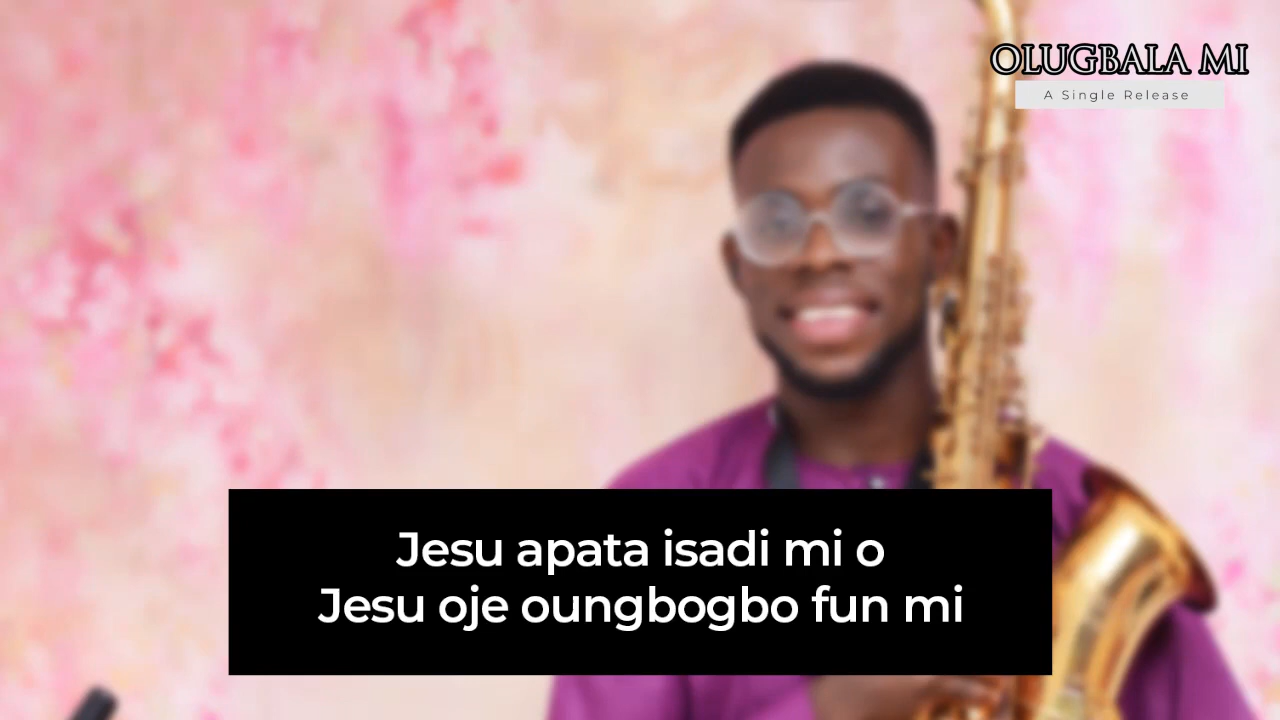 OLUGBALA MI
A Single Release
Jesu apata isadi mi o
Jesu oje oungbogbo fun mi